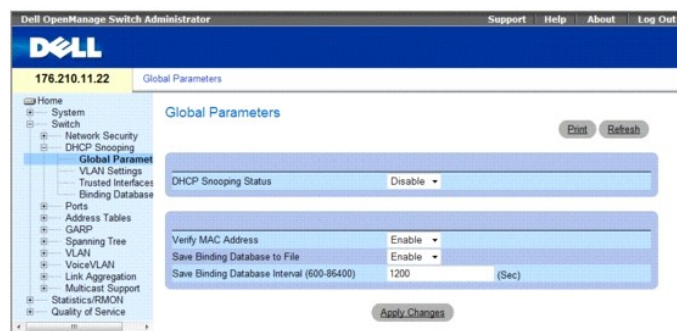 Dell OpenManage Switch Administrator Support Help About Log Out
DELL
176.210.11.22 Global Parameters
Home
System
Switch
Network Security
DHCP Snooping
Global Paramet
VLAN Settings
Trusted Interfaces
Binding Database
Ports
Address Tables
GARP
Spanning Tree
VLAN
VoiceVLAN
Link Aggregation
Multicast Support
Statistics/RMON
Quality of Service
Global Parameters
Print Refresh
DHCP Snooping Status Disable
Verify MAC Address Enable
Save Binding Database to File Enable
Save Binding Database Interval (600-86400) 1200 (Sec)
Apply Changes